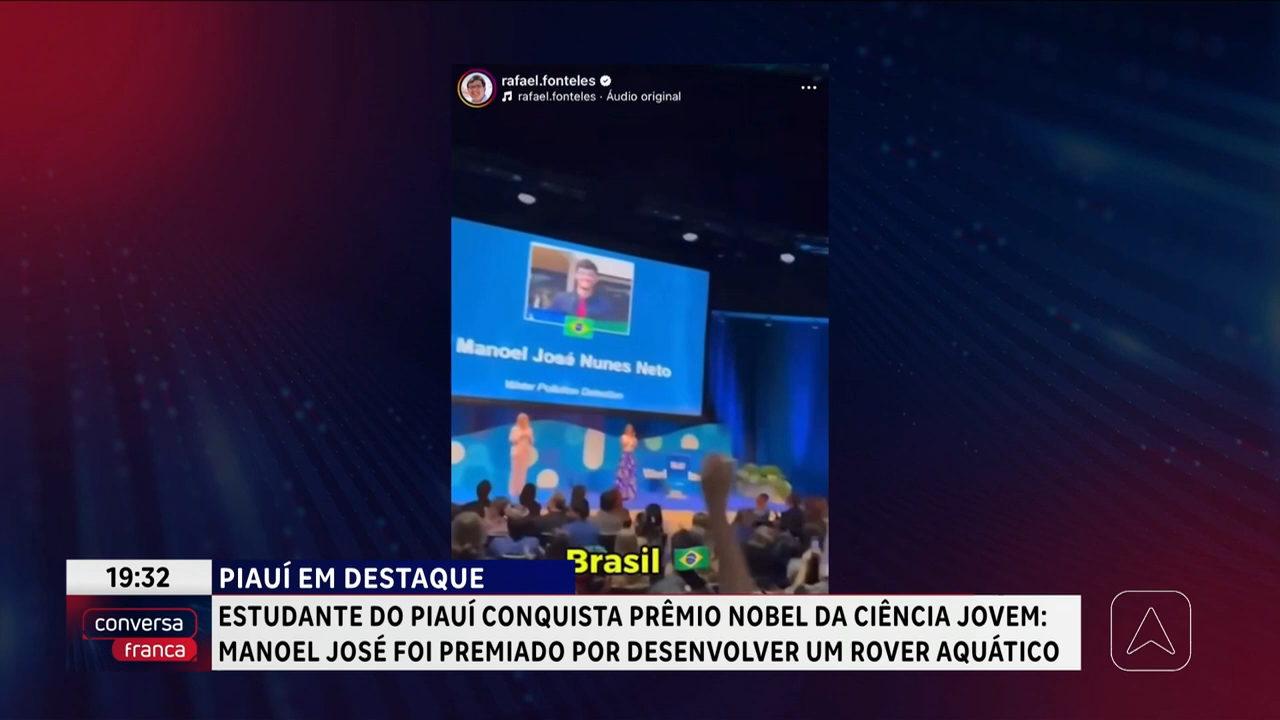 rafael.fonteles
rafael.fonteles · Áudio original
Manoel José Nunes Neto
Water Pollution Detection
Brasil
19:32
PIAUÍ EM DESTAQUE
conversa
franca
ESTUDANTE DO PIAUÍ CONQUISTA PRÊMIO NOBEL DA CIÊNCIA JOVEM:
MANOEL JOSÉ FOI PREMIADO POR DESENVOLVER UM ROVER AQUÁTICO